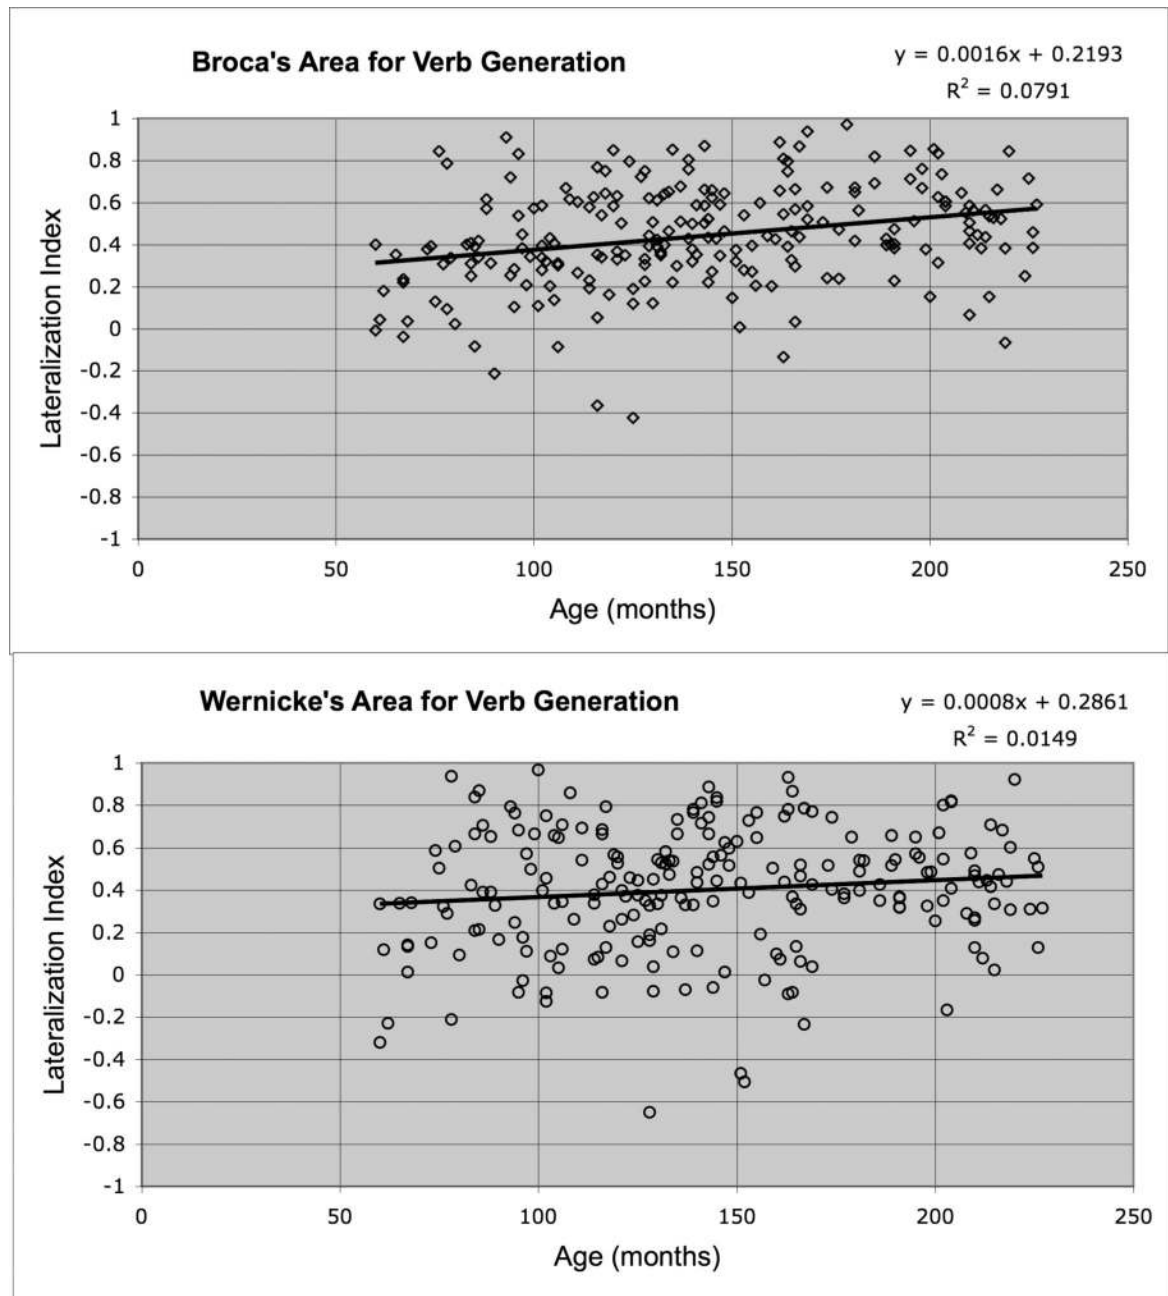 Broca's Area for Verb Generation
y = 0.0016x + 0.2193
R² = 0.0791
1
0.8
0.6
0.4
0.2
0
-0.2
-0.4
-0.6
-0.8
-1
Lateralization Index
0 50 100 150 200 250
Age (months)
Wernicke's Area for Verb Generation
y = 0.0008x + 0.2861
R² = 0.0149
1
0.8
0.6
0.4
0.2
0
-0.2
-0.4
-0.6
-0.8
-1
Lateralization Index
0 50 100 150 200 250
Age (months)